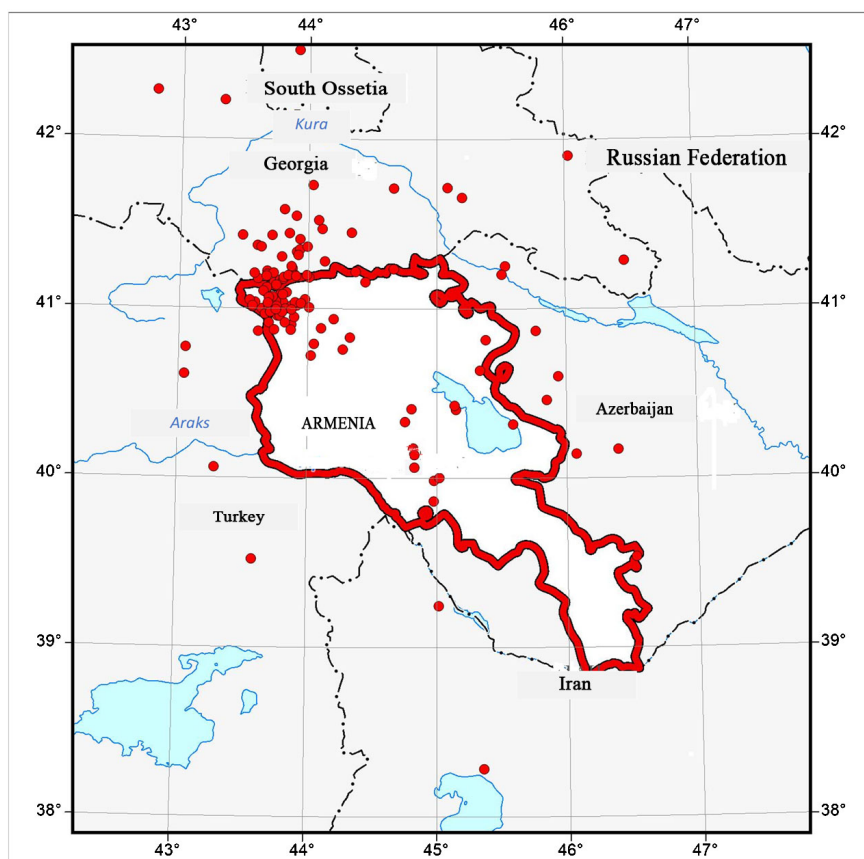 43° 44° 45° 46° 47°
South Ossetia
Kura
42° 42°
Georgia Russian Federation
41° 41°
Araks ARMENIA Azerbaijan
40° 40°
Turkey
39° 39°
Iran
38° 38°
43° 44° 45° 46° 47°